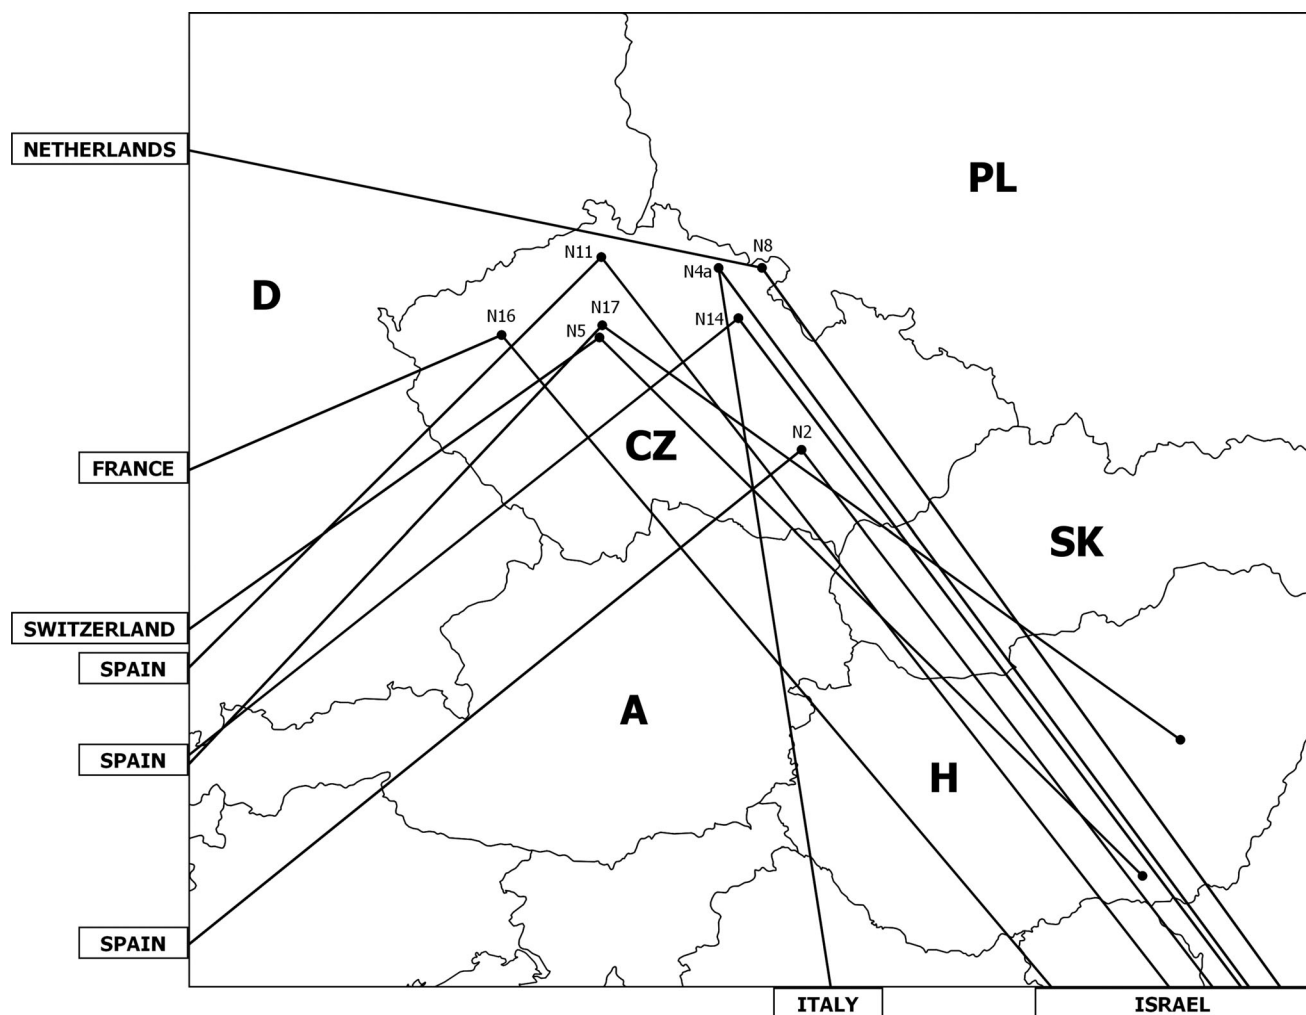 NETHERLANDS
PL
N8
N11
N4a
D
N17
N16
N14
N5
N2
CZ
FRANCE
SK
SWITZERLAND
SPAIN
A
SPAIN
H
SPAIN
ITALY
ISRAEL